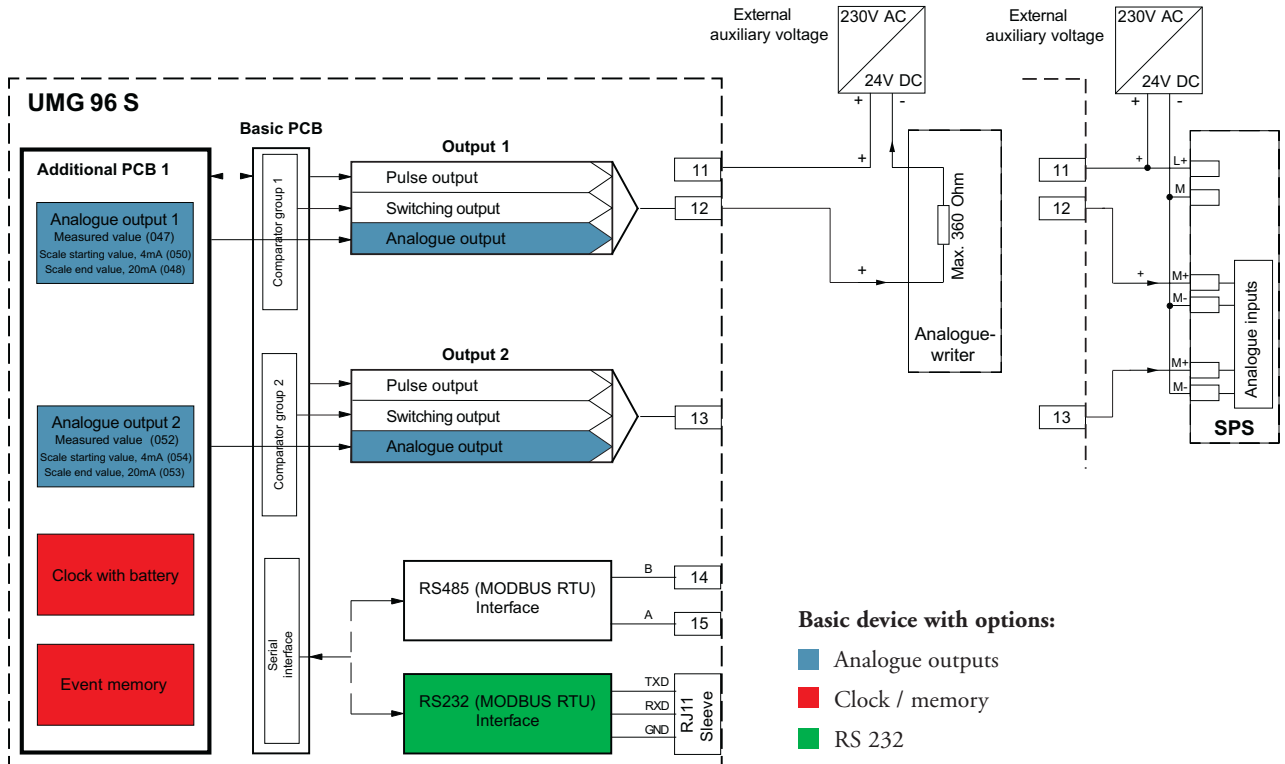 UMG 96 S
Additional PCB 1
Analogue output 1
Measured value (047)
Scale starting value, 4mA (050)
Scale end value, 20mA (048)
Analogue output 2
Measured value (052)
Scale starting value, 4mA (054)
Scale end value, 20mA (053)
Clock with battery
Event memory
Basic PCB
Comparator group 1
Comparator group 2
Serial
interface
Output 1
Pulse output
Switching output
Analogue output
Output 2
Pulse output
Switching output
Analogue output
RS485 (MODBUS RTU)
Interface
RS232 (MODBUS RTU)
Interface
11
12
13
B
14
A
15
TXD
RXD
GND
RJ11
Sleeve
External
auxiliary voltage
230V AC
24V DC
+
-
+
+
Max. 360 Ohm
Analogue-
writer
External
auxiliary voltage
230V AC
24V DC
+
-
11
12
13
+
L+
M
+
M+
M-
M+
M-
Analogue inputs
SPS
Basic device with options:
Analogue outputs
Clock / memory
RS 232